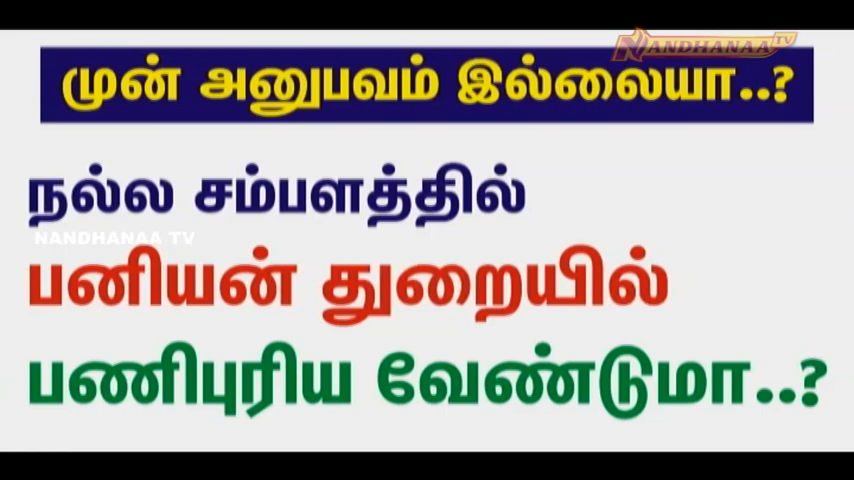 NANDHANAA TV
முன் அனுபவம் இல்லையா..?
நல்ல சம்பளத்தில்
NANDHANAA TV
பனியன் துறையில்
பணிபுரிய வேண்டுமா..?